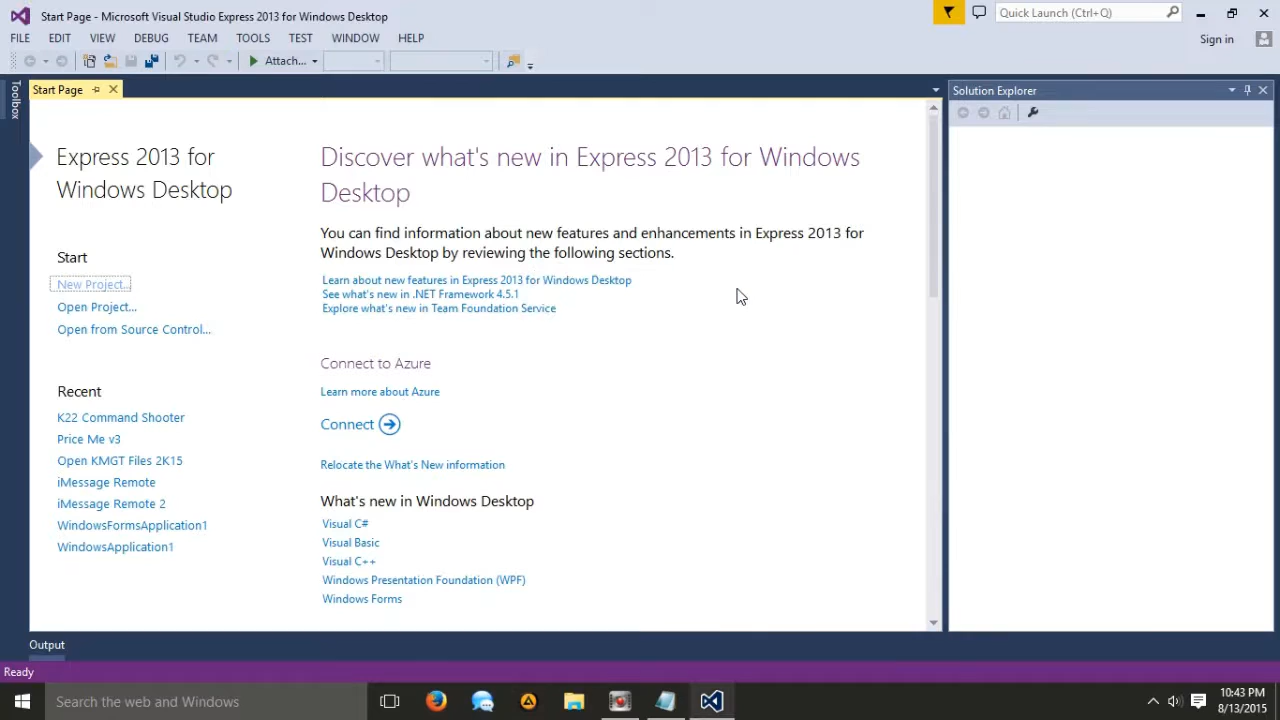 Start Page - Microsoft Visual Studio Express 2013 for Windows Desktop
Quick Launch (Ctrl+Q)
FILE EDIT VIEW DEBUG TEAM TOOLS TEST WINDOW HELP
Sign in
Attach...
Toolbox
Start Page
Solution Explorer
Express 2013 for
Windows Desktop
Start
New Project...
Open Project...
Open from Source Control...
Recent
K22 Command Shooter
Price Me v3
Open KMGT Files 2K15
iMessage Remote
iMessage Remote 2
WindowsFormsApplication1
WindowsApplication1
Discover what's new in Express 2013 for Windows
Desktop
You can find information about new features and enhancements in Express 2013 for
Windows Desktop by reviewing the following sections.
Learn about new features in Express 2013 for Windows Desktop
See what's new in .NET Framework 4.5.1
Explore what's new in Team Foundation Service
Connect to Azure
Learn more about Azure
Connect
Relocate the What's New information
What's new in Windows Desktop
Visual C#
Visual Basic
Visual C++
Windows Presentation Foundation (WPF)
Windows Forms
Output
Ready
Search the web and Windows
10:43 PM
8/13/2015